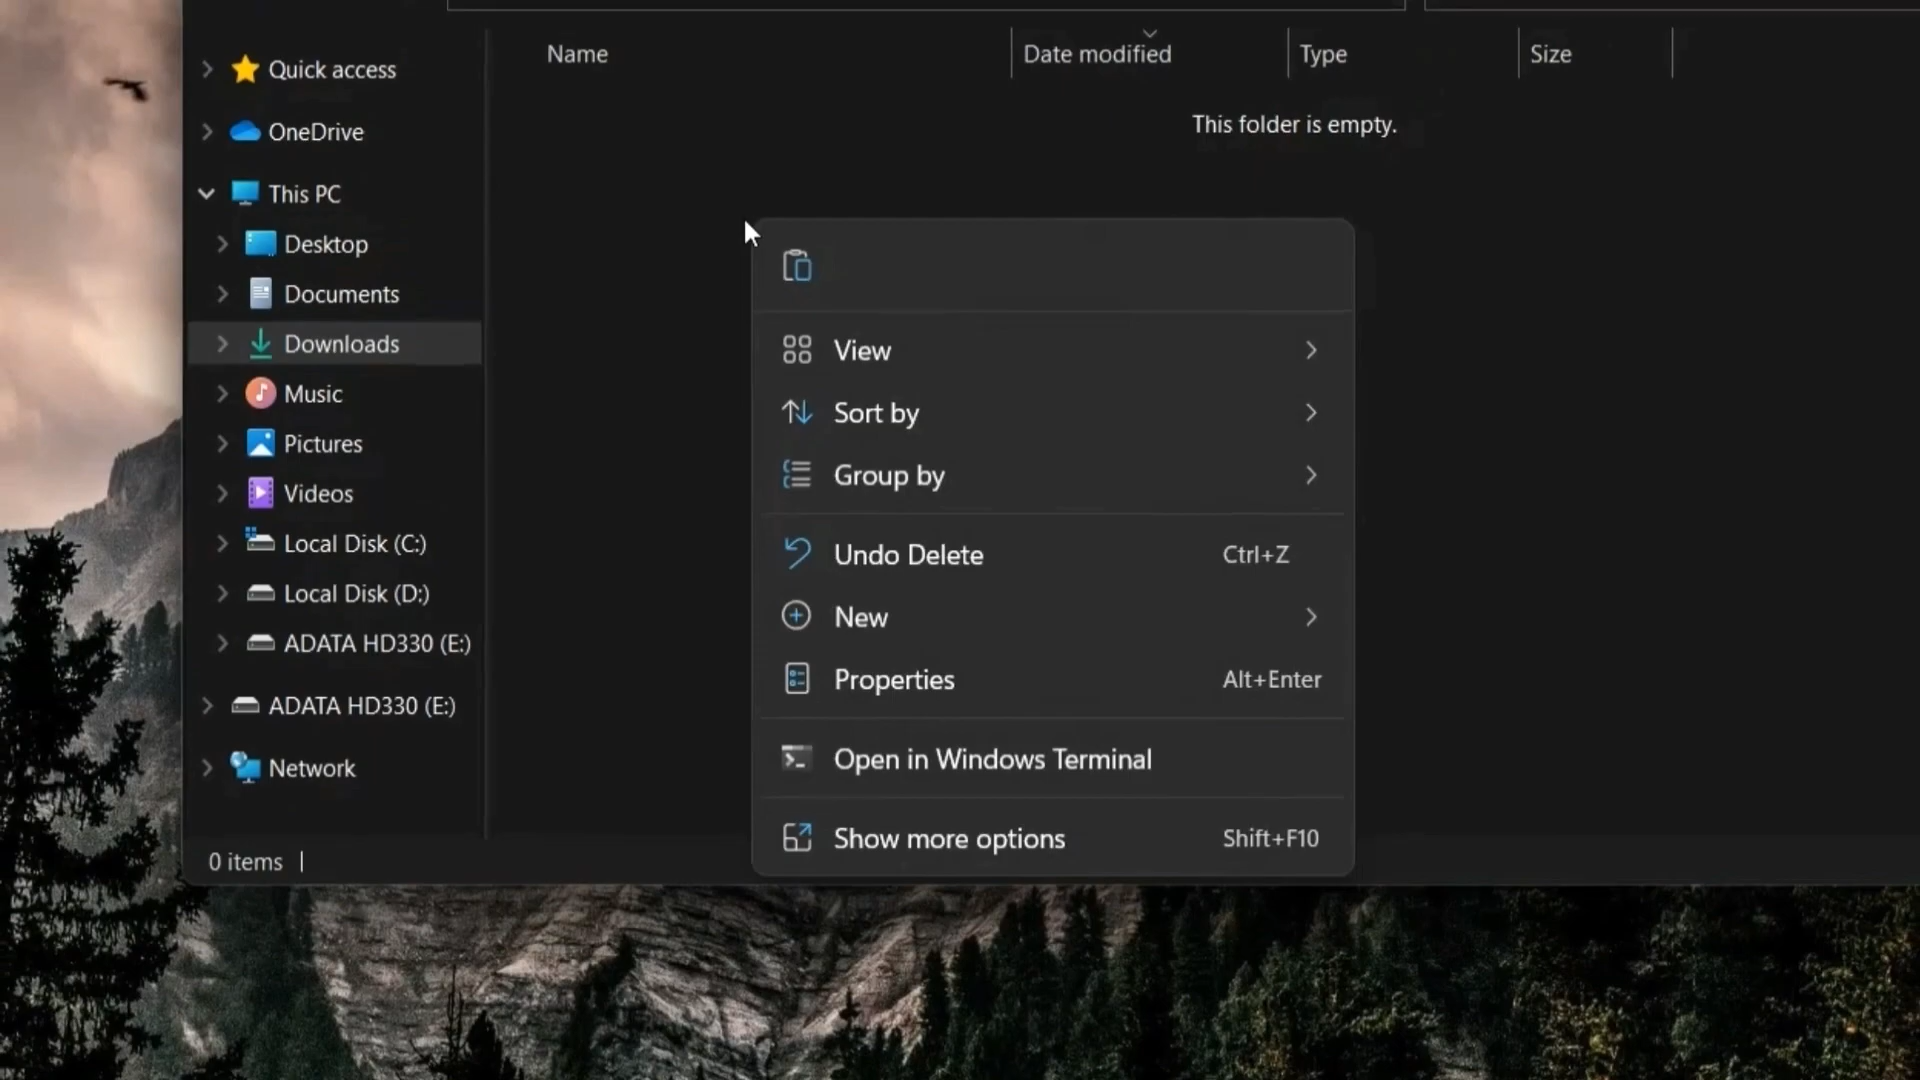 Name
Date modified
Type
Size
This folder is empty.
Quick access
OneDrive
This PC
Desktop
Documents
Downloads
Music
Pictures
Videos
Local Disk (C:)
Local Disk (D:)
ADATA HD330 (E:)
ADATA HD330 (E:)
Network
0 items
View
Sort by
Group by
Undo Delete Ctrl+Z
New
Properties Alt+Enter
Open in Windows Terminal
Show more options Shift+F10